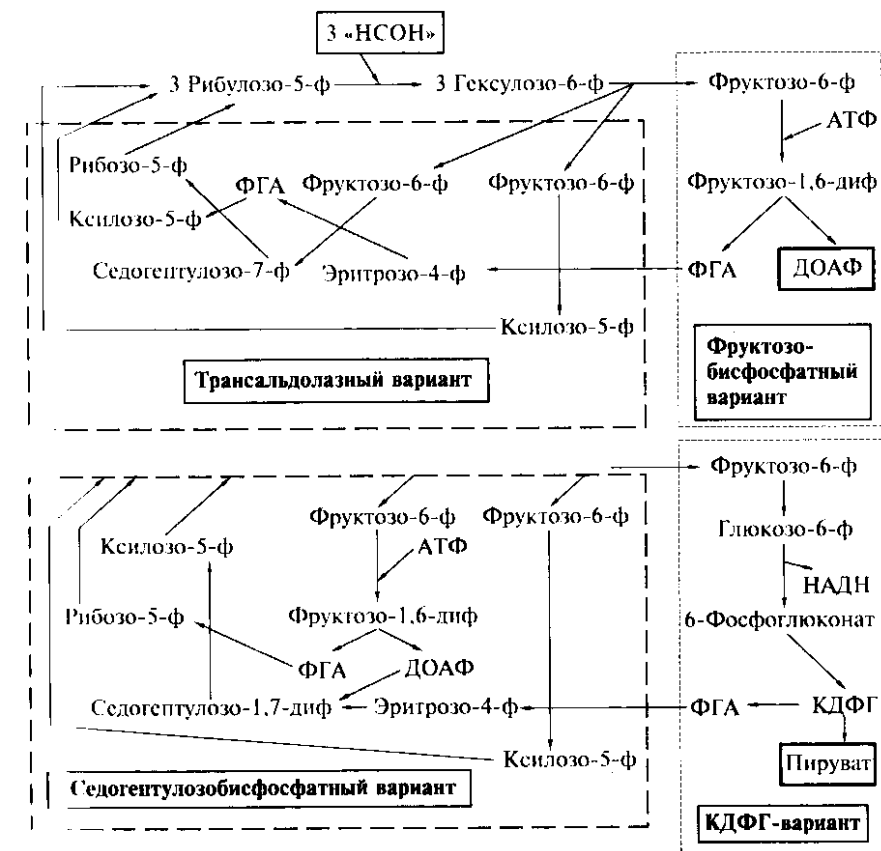 3 «НСОН»
3 Рибулозо-5-ф
3 Гексулозо-6-ф
Фруктозо-6-ф
АТФ
Рибозо-5-ф
ФГА
Фруктозо-6-ф
Фруктозо-6-ф
Фруктозо-1,6-диф
Ксилозо-5-ф
Седогептулозо-7-ф
Эритрозо-4-ф
ФГА
ДОАФ
Ксилозо-5-ф
Трансальдолазный вариант
Фруктозо-
бисфосфатный
вариант
Фруктозо-6-ф
Фруктозо-6-ф
Фруктозо-6-ф
Глюкозо-6-ф
Ксилозо-5-ф
АТФ
НАДН
Рибозо-5-ф
Фруктозо-1,6-диф
6-Фосфоглюконат
ФГА
ДОАФ
Седогептулозо-1,7-диф
Эритрозо-4-ф
ФГА
КДФГ
Ксилозо-5-ф
Пируват
Седогептулозобисфосфатный вариант
КДФГ-вариант